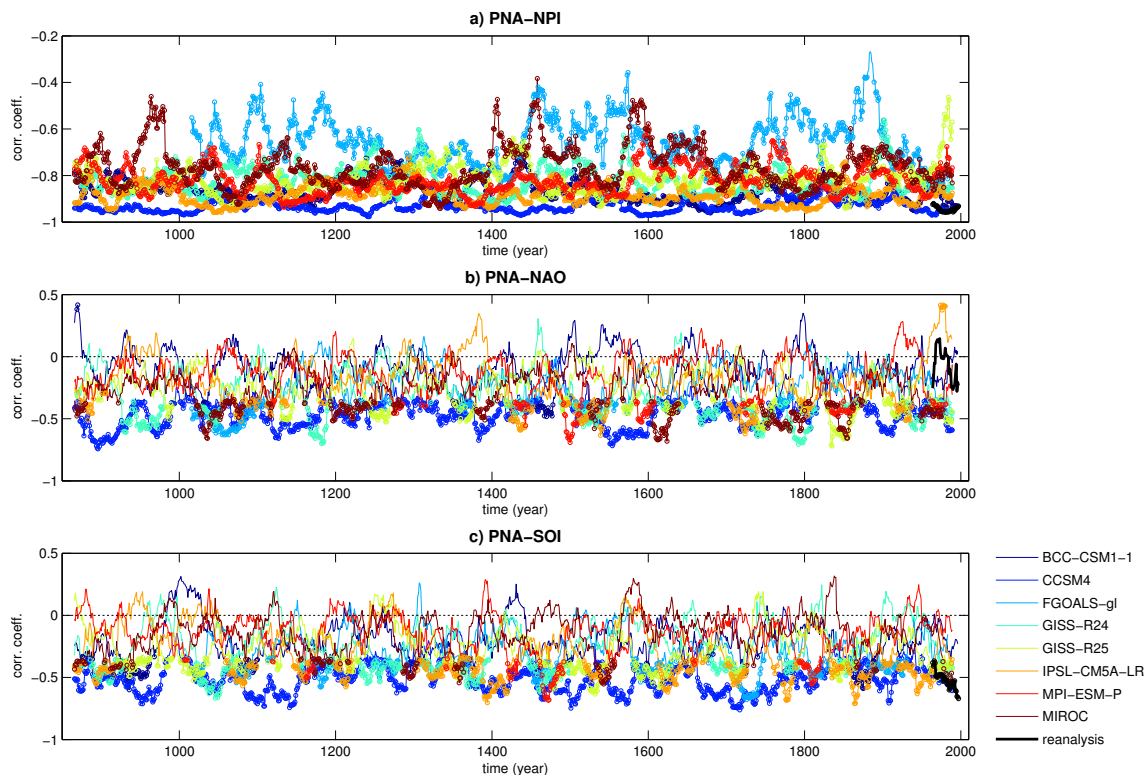 a) PNA−NPI
−0.2
−0.4
−0.6
−0.8
−1
corr. coeff.
1000 1200 1400 1600 1800 2000
time (year)
b) PNA−NAO
0.5
0
−0.5
−1
corr. coeff.
1000 1200 1400 1600 1800 2000
time (year)
c) PNA−SOI
0.5
0
−0.5
−1
corr. coeff.
1000 1200 1400 1600 1800 2000
time (year)
BCC−CSM1−1
CCSM4
FGOALS−gl
GISS−R24
GISS−R25
IPSL−CM5A−LR
MPI−ESM−P
MIROC
reanalysis